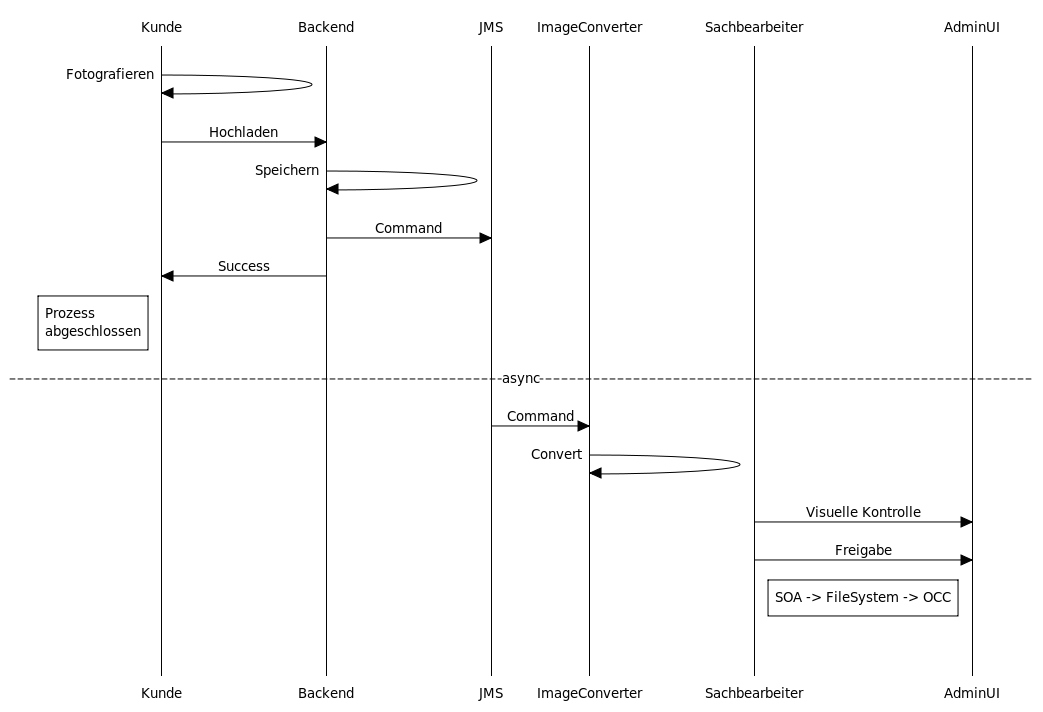 Kunde Backend JMS ImageConverter Sachbearbeiter AdminUI
Fotografieren
Hochladen
Speichern
Command
Success
Prozess
abgeschlossen
async
Command
Convert
Visuelle Kontrolle
Freigabe
SOA -> FileSystem -> OCC
Kunde Backend JMS ImageConverter Sachbearbeiter AdminUI